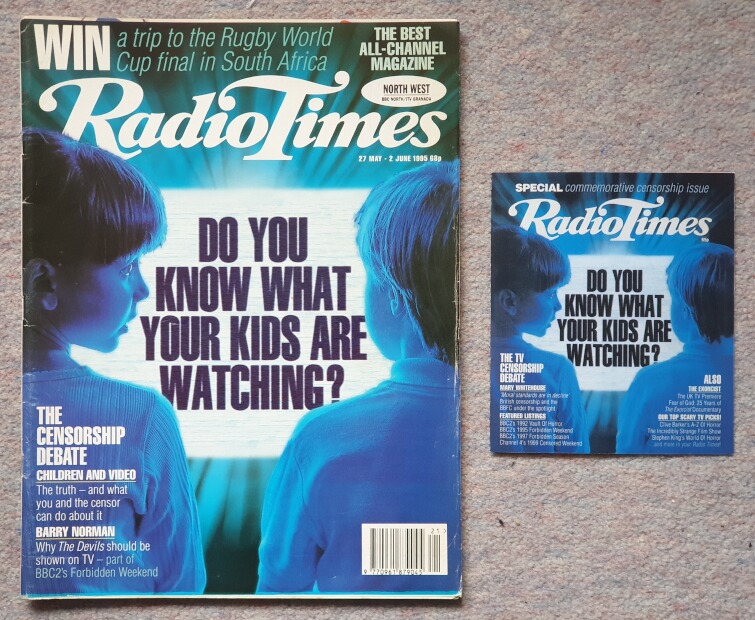 WIN a trip to the Rugby World
Cup final in South Africa
THE BEST
ALL-CHANNEL
MAGAZINE
NORTH WEST
BBC NORTH/ITV GRANADA
RadioTimes
27 MAY - 2 JUNE 1995 68p
DO YOU
KNOW WHAT
YOUR KIDS ARE
WATCHING?
THE
CENSORSHIP
DEBATE
CHILDREN AND VIDEO
The truth – and what
you and the censor
can do about it
BARRY NORMAN
Why The Devils should be
shown on TV – part of
BBC2's Forbidden Weekend
21
9 770961 879042
SPECIAL commemorative censorship issue
RadioTimes
DO YOU
KNOW WHAT
YOUR KIDS ARE
WATCHING?
THE TV
CENSORSHIP
DEBATE
MARY WHITEHOUSE
'Moral standards are in decline'
British censorship and the
BBFC under the spotlight
FEATURED LISTINGS
BBC2's 1992 Vault Of Horror
BBC2's 1995 Forbidden Weekend
BBC2's 1997 Forbidden Season
Channel 4's 1999 Censored Weekend
ALSO
THE EXORCIST
The UK TV Premiere
Fear of God: 25 Years of
The Exorcist Documentary
OUR TOP SCARY TV PICKS!
Clive Barker's A-Z Of Horror
The Incredibly Strange Film Show
Stephen King's World Of Horror
and more in your Radio Times!